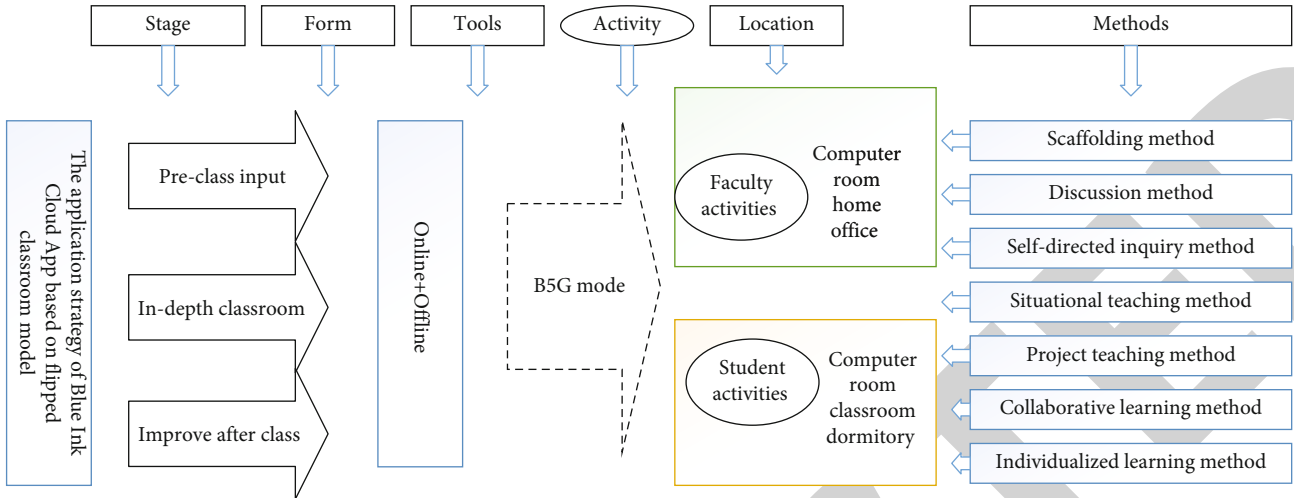 Stage
Form
Tools
Activity
Location
Methods
The application strategy of Blue Ink
Cloud App based on flipped
classroom model
Pre-class input
In-depth classroom
Improve after class
Online+Offline
B5G mode
Faculty
activities
Computer
room
home
office
Student
activities
Computer
room
classroom
dormitory
Scaffolding method
Discussion method
Self-directed inquiry method
Situational teaching method
Project teaching method
Collaborative learning method
Individualized learning method